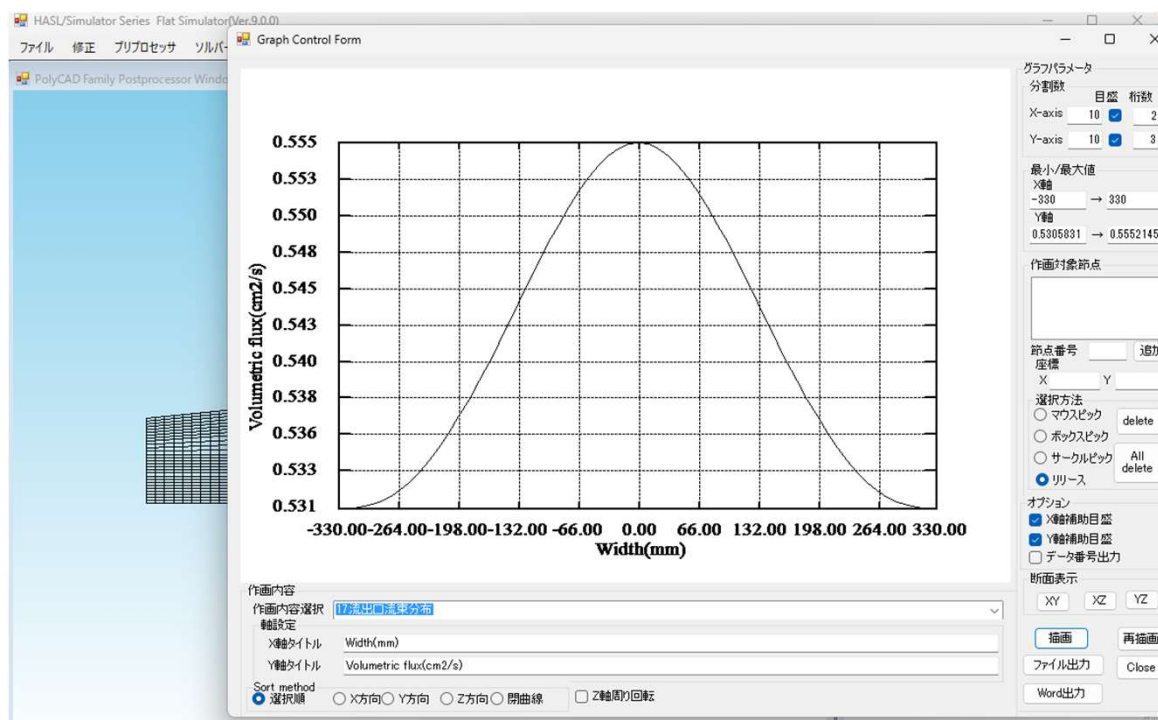 HASL/Simulator Series Flat Simulator(Ver.9.0.0)
ファイル 修正 プリプロセッサ ソルバー
PolyCAD Family Postprocessor Window
Graph Control Form
0.555
0.553
0.550
0.548
0.545
0.543
0.540
0.538
0.536
0.533
0.531
Volumetric flux(cm2/s)
-330.00 -264.00 -198.00 -132.00 -66.00 0.00 66.00 132.00 198.00 264.00 330.00
Width(mm)
作画内容
作画内容選択 17流出口流束分布
軸設定
X軸タイトル Width(mm)
Y軸タイトル Volumetric flux(cm2/s)
Sort method
選択順 X方向 Y方向 Z方向 閉曲線 Z軸周り回転
グラフパラメータ
分割数
目盛 桁数
X-axis 10 2
Y-axis 10 3
最小/最大値
X軸
-330 → 330
Y軸
0.5305831 → 0.5552145
作画対象節点
節点番号 追加
座標
X Y
選択方法
マウスピック
ボックスピック
サークルピック
リリース
delete
All delete
オプション
X軸補助目盛
Y軸補助目盛
データ番号出力
断面表示
XY XZ YZ
描画 再描画
ファイル出力 Close
Word出力